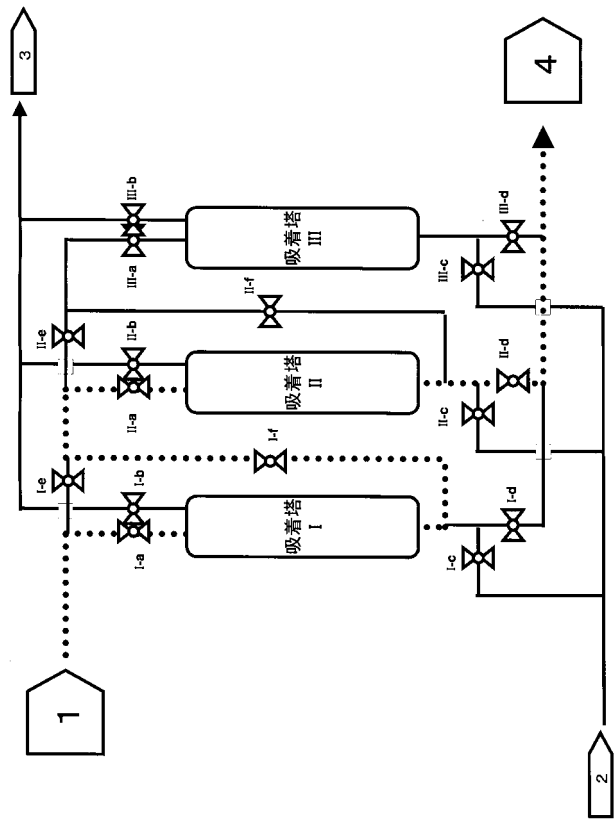 3
4
III-b
III-a
吸着塔
III
III-c
III-d
II-f
II-e
II-b
II-a
吸着塔
II
II-c
II-d
I-f
I-e
I-b
I-a
吸着塔
I
I-c
I-d
1
2